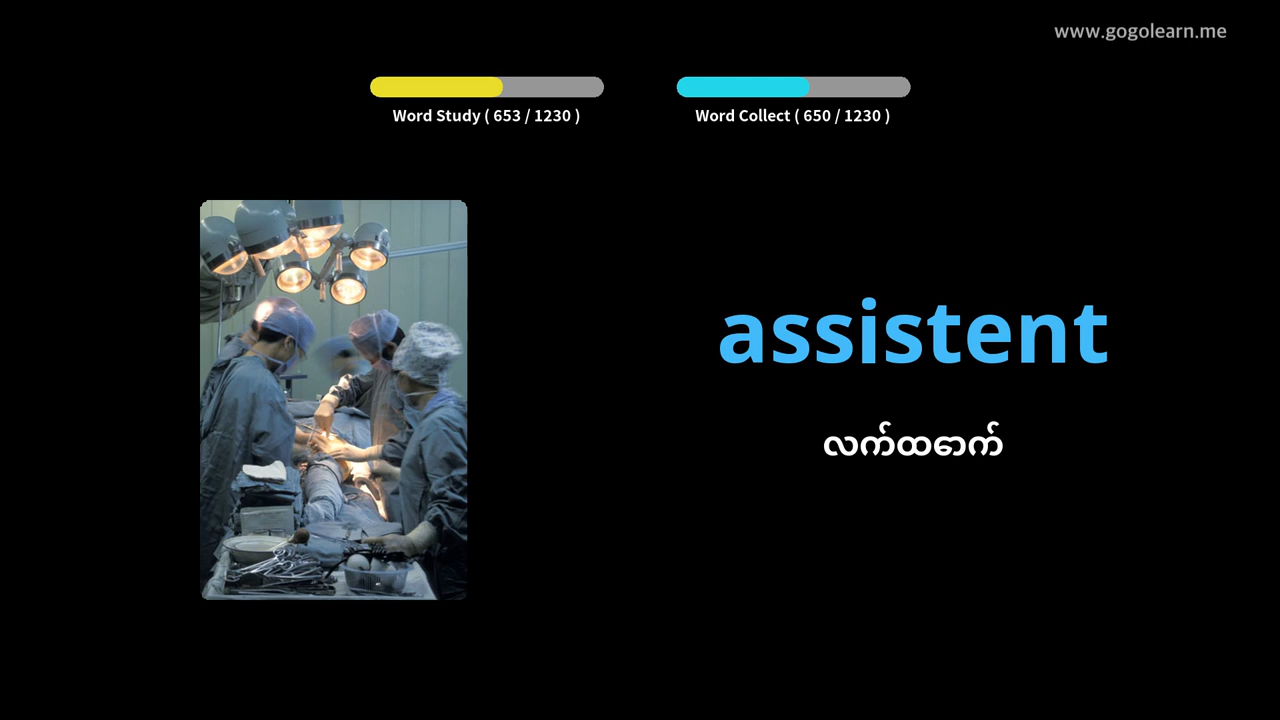 www.gogolearn.me
Word Study ( 653 / 1230 )
Word Collect ( 650 / 1230 )
assistent
လက်ထောက်